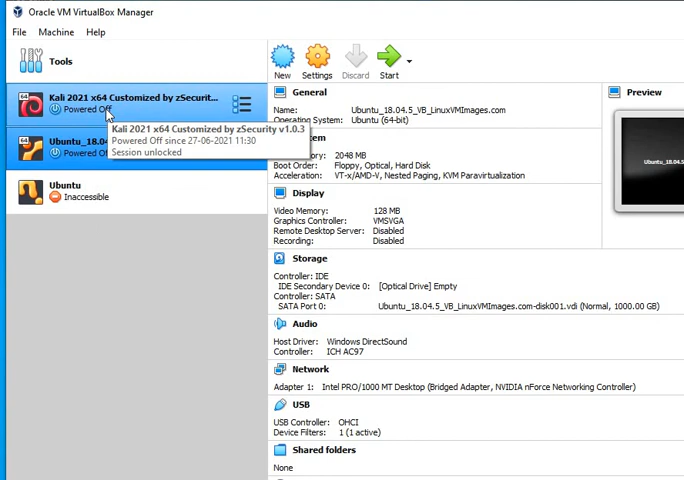 Oracle VM VirtualBox Manager
File Machine Help
Tools
New Settings Discard Start
64 Kali 2021 x64 Customized by zSecurit...
Powered Off
Kali 2021 x64 Customized by zSecurity v1.0.3
Powered Off since 27-06-2021 11:30
Session unlocked
64 Ubuntu_18.04
Powered Of
Ubuntu
Inaccessible
General
Name: Ubuntu_18.04.5_VB_LinuxVMImages.com
Operating System: Ubuntu (64-bit)
Preview
Ubuntu_18.04.5_VB
stem
mory: 2048 MB
Boot Order: Floppy, Optical, Hard Disk
Acceleration: VT-x/AMD-V, Nested Paging, KVM Paravirtualization
Display
Video Memory: 128 MB
Graphics Controller: VMSVGA
Remote Desktop Server: Disabled
Recording: Disabled
Storage
Controller: IDE
IDE Secondary Device 0: [Optical Drive] Empty
Controller: SATA
SATA Port 0: Ubuntu_18.04.5_VB_LinuxVMImages.com-disk001.vdi (Normal, 1000.00 GB)
Audio
Host Driver: Windows DirectSound
Controller: ICH AC97
Network
Adapter 1: Intel PRO/1000 MT Desktop (Bridged Adapter, NVIDIA nForce Networking Controller)
USB
USB Controller: OHCI
Device Filters: 1 (1 active)
Shared folders
None